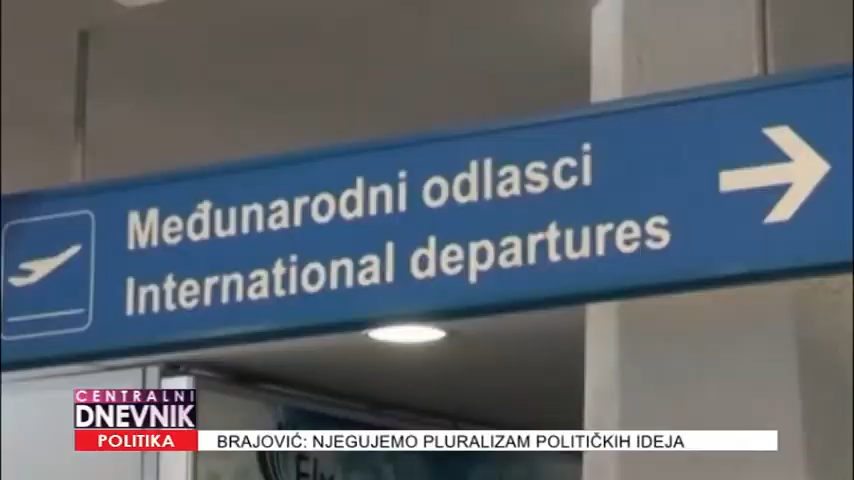 Međunarodni odlasci
International departures
CENTRALNI
DNEVNIK
POLITIKA
BRAJOVIĆ: NJEGUJEMO PLURALIZAM POLITIČKIH IDEJA